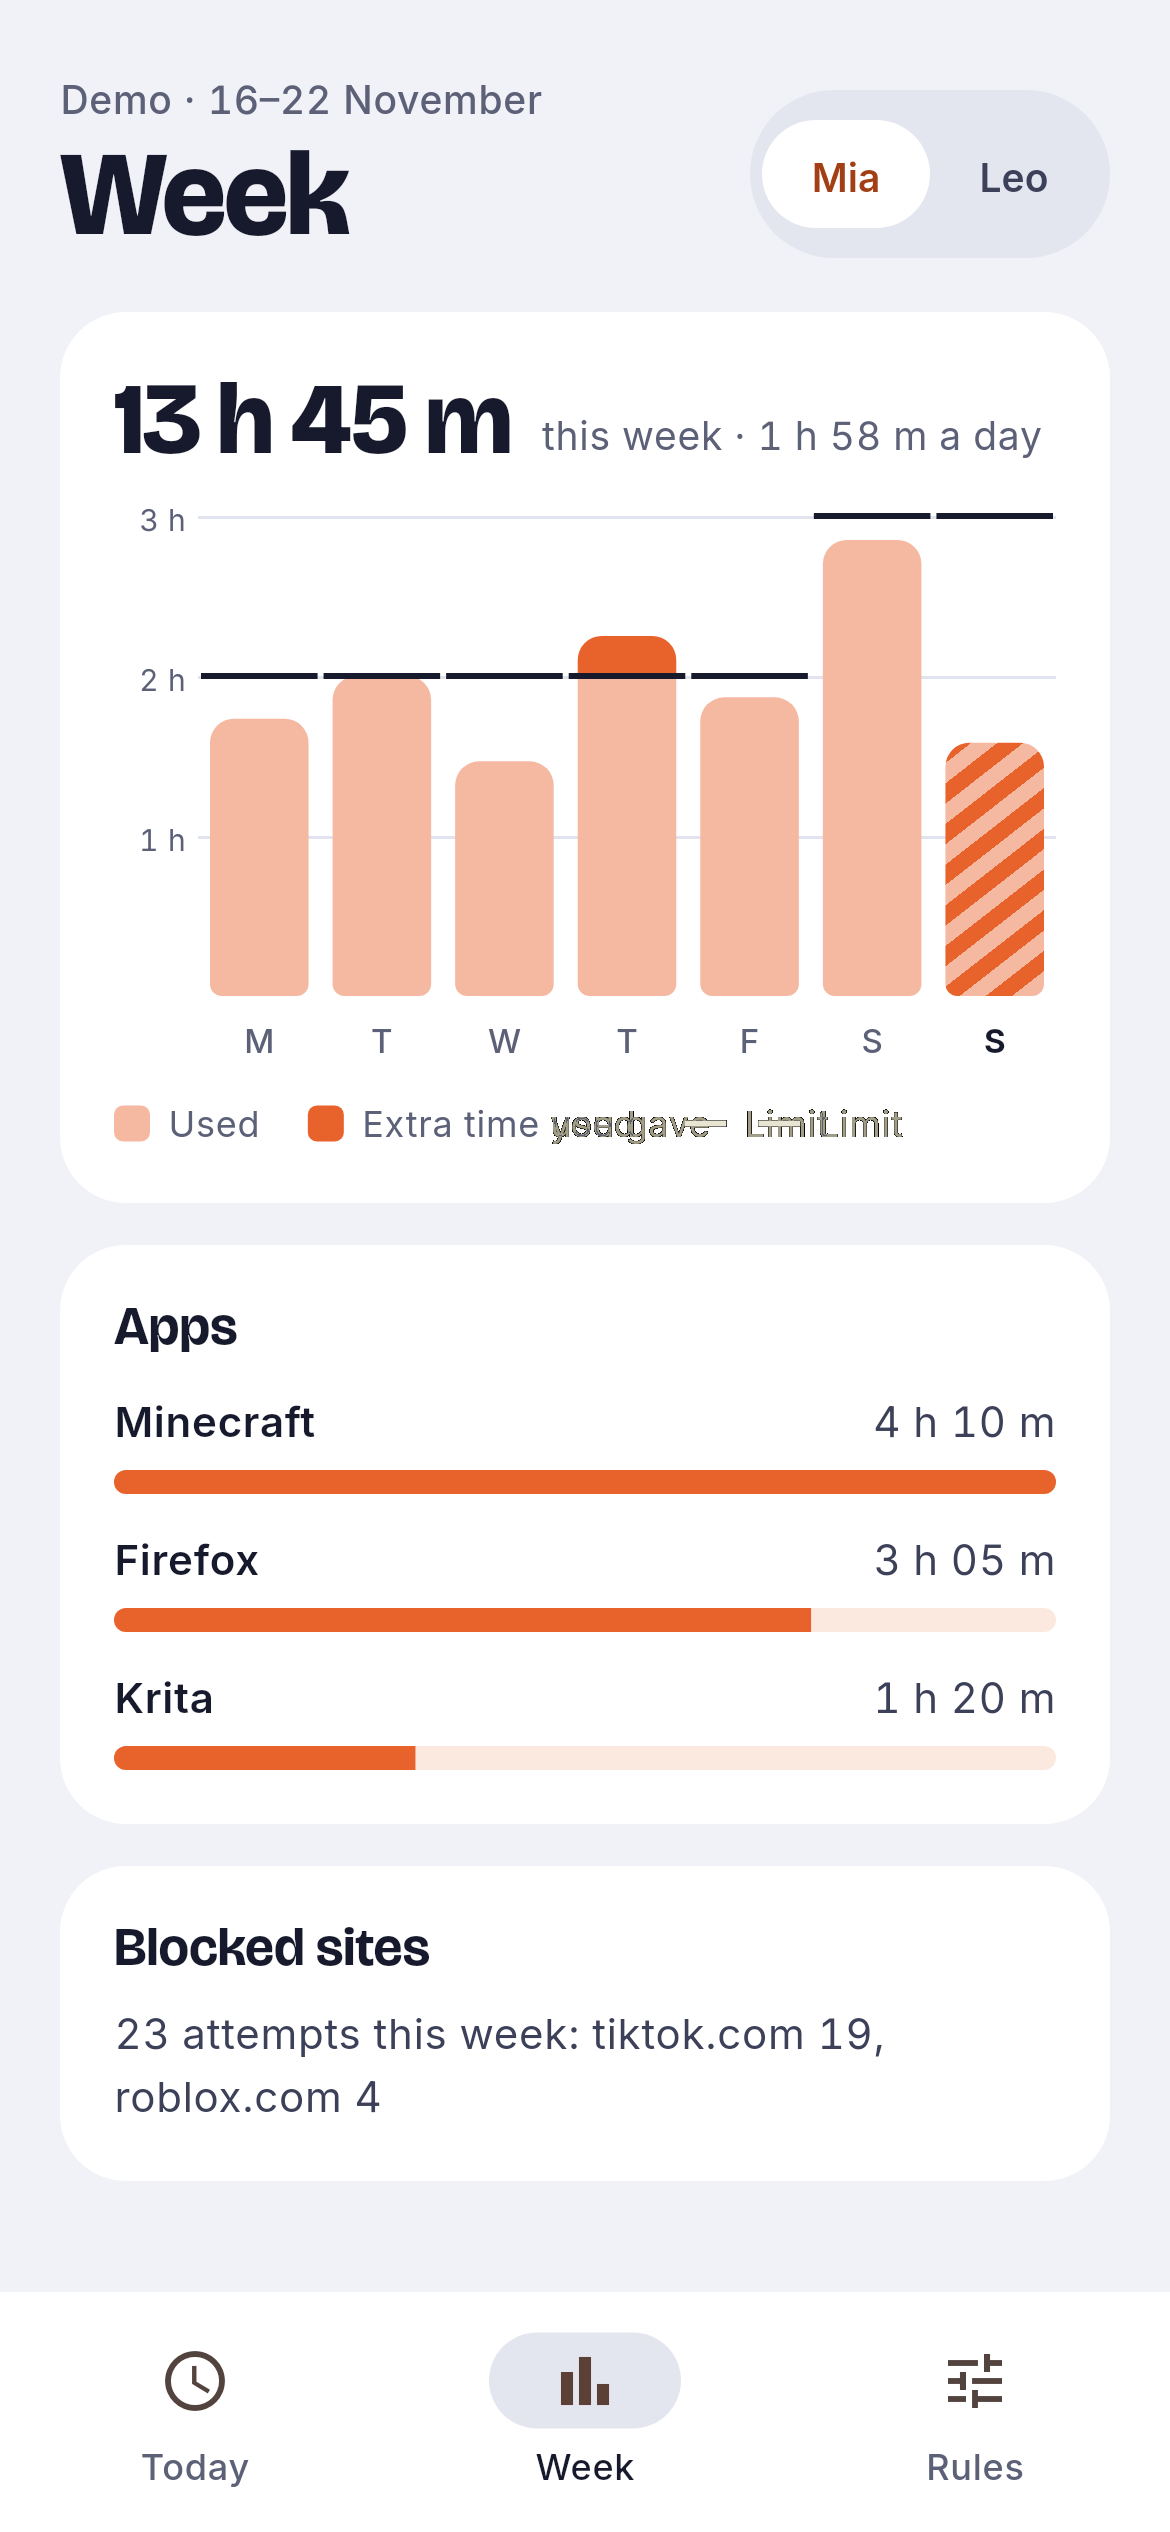 Demo · 16–22 November
Week
Mia
Leo
13 h 45 m this week · 1 h 58 m a day
3 h
2 h
1 h
M T W T F S S
Used Extra time
Apps
Minecraft 4 h 10 m
Firefox 3 h 05 m
Krita 1 h 20 m
Blocked sites
23 attempts this week: tiktok.com 19,
roblox.com 4
Today Week Rules